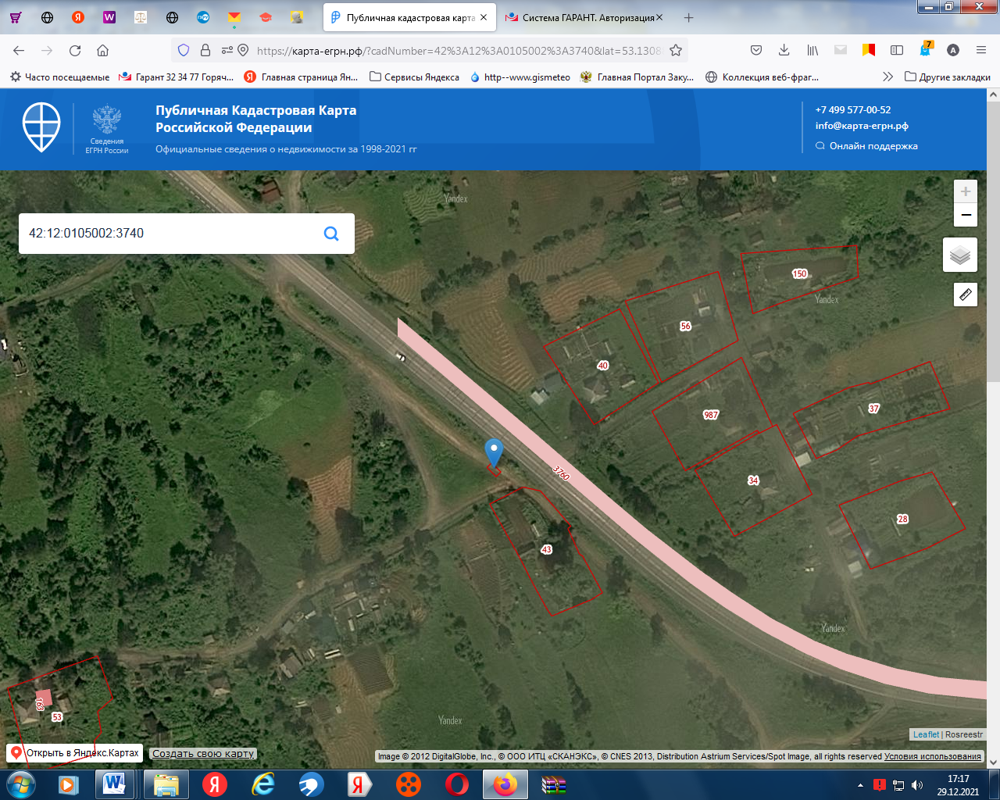 Публичная кадастровая карта
Система ГАРАНТ. Авторизация
https://карта-егрн.рф/?cadNumber=42%3A12%3A0105002%3A3740&lat=53.1308
7
Часто посещаемые
Гарант 32 34 77 Горяч...
Главная страница Ян...
Сервисы Яндекса
http--www.gismeteo
Главная Портал Заку...
Коллекция веб-фраг...
Другие закладки
Сведения
ЕГРН России
Публичная Кадастровая Карта
Российской Федерации
Официальные сведения о недвижимости за 1998-2021 гг
+7 499 577-00-52
info@карта-егрн.рф
Онлайн поддержка
42:12:0105002:3740
Yandex
150
Yandex
56
40
37
987
3760
34
28
43
Yandex
163
53
Yandex
Leaflet | Rosreestr
Открыть в Яндекс.Картах
Создать свою карту
Image © 2012 DigitalGlobe, Inc., © ООО ИТЦ «СКАНЭКС», © CNES 2013, Distribution Astrium Services/Spot Image, all rights reserved Условия использования
17:17
29.12.2021